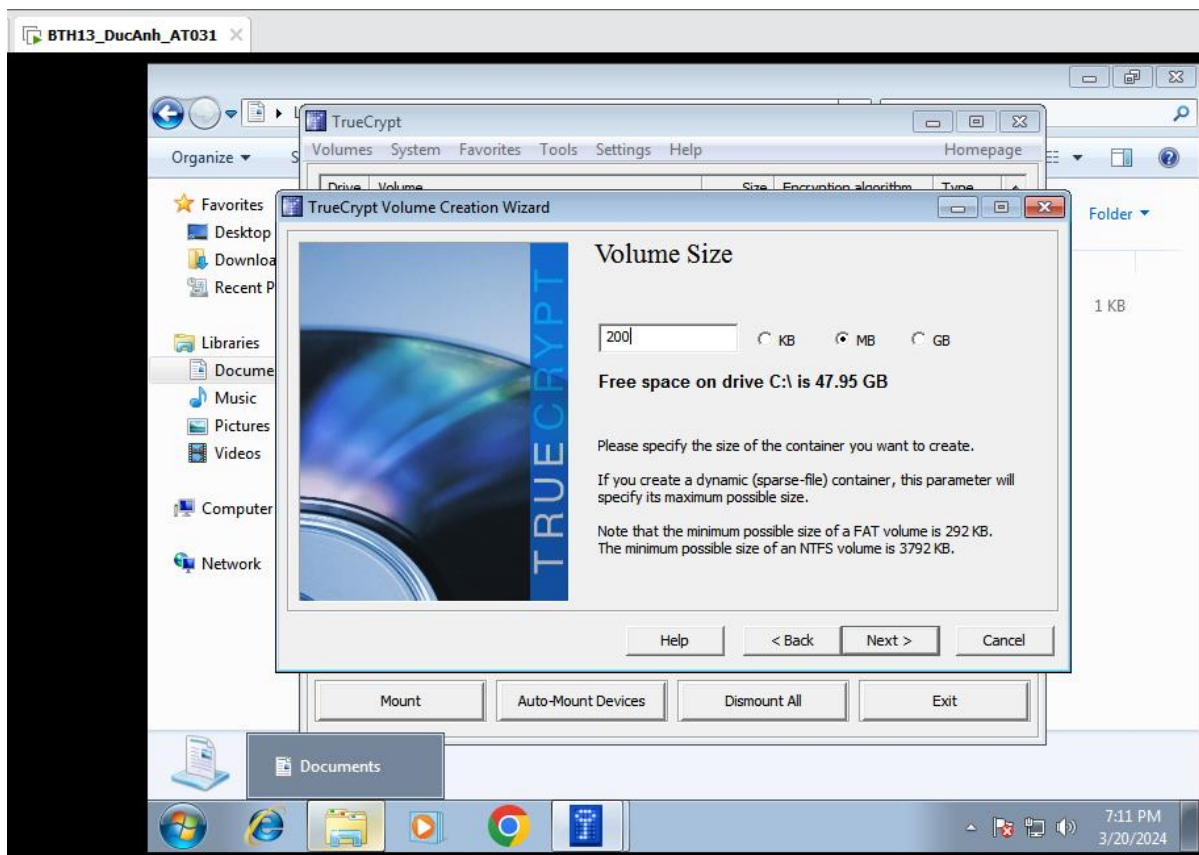 BTH13_DucAnh_AT031
TrueCrypt
Organize
Volumes System Favorites Tools Settings Help Homepage
Drive Volume Size Encryption algorithm Type
TrueCrypt Volume Creation Wizard
Favorites
Desktop
Downloa
Recent P
Libraries
Docume
Music
Pictures
Videos
Computer
Network
Folder
1 KB
TRUECRYPT
Volume Size
200 KB MB GB
Free space on drive C:\ is 47.95 GB
Please specify the size of the container you want to create.
If you create a dynamic (sparse-file) container, this parameter will
specify its maximum possible size.
Note that the minimum possible size of a FAT volume is 292 KB.
The minimum possible size of an NTFS volume is 3792 KB.
Help < Back Next > Cancel
Mount Auto-Mount Devices Dismount All Exit
Documents
7:11 PM
3/20/2024